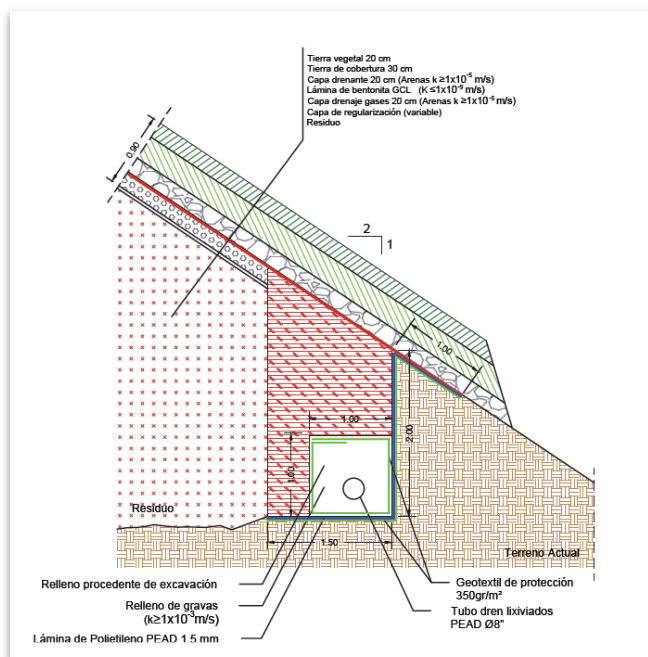 Tierra vegetal 20 cm
Tierra de cobertura 30 cm
Capa drenante 20 cm (Arenas k ≥1x10⁻⁵ m/s)
Lámina de bentonita GCL (K ≤1x10⁻⁹ m/s)
Capa drenaje gases 20 cm (Arenas k ≥1x10⁻⁵ m/s)
Capa de regularización (variable)
Residuo
0.90
2
1
1.00
1.00
2.00
1.00
Residuo
1.50
Terreno Actual
Relleno procedente de excavación
Relleno de gravas
(k≥1x10⁻³m/s)
Lámina de Polietileno PEAD 1.5 mm
Geotextil de protección
350gr/m²
Tubo dren lixiviados
PEAD Ø8"